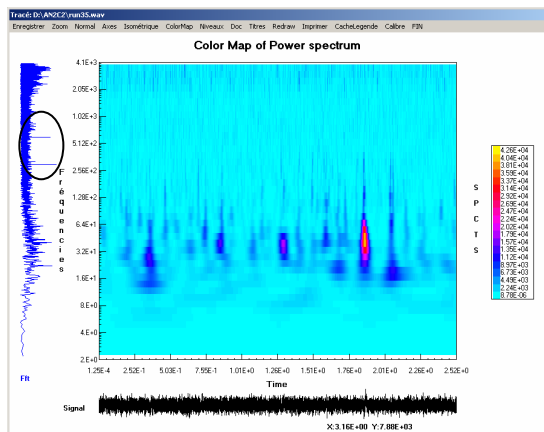 Tracé: D:\AN2C2\run35.wav
Enregistrer Zoom Normal Axes Isométrique ColorMap Niveaux Doc Titres Redraw Imprimer CacheLegende Calibre FIN
Color Map of Power spectrum
4.1E+3
2.05E+3
1.02E+3
5.12E+2
2.56E+2
1.28E+2
6.4E+1
3.2E+1
1.6E+1
8.0E+0
4.E+0
2.E+0
Fréquencies
1.25E-4 2.52E-1 5.03E-1 7.55E-1 1.01E+0 1.26E+0 1.51E+0 1.76E+0 2.01E+0 2.27E+0 2.52E+0
Time
SPCTS
4.26E+04
4.04E+04
3.81E+04
3.59E+04
3.37E+04
3.14E+04
2.92E+04
2.69E+04
2.47E+04
2.24E+04
2.02E+04
1.79E+04
1.57E+04
1.35E+04
1.12E+04
8.97E+03
6.73E+03
4.49E+03
2.24E+03
8.78E-06
Fft
Signal
X:3.16E+00 Y:7.88E+03